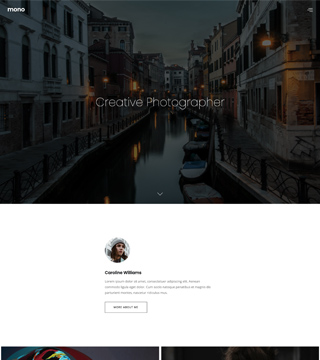 mono
Creative Photographer
Caroline Williams
Lorem ipsum dolor sit amet, consectetuer adipiscing elit. Aenean
commodo ligula eget dolor. Cum sociis natoque penatibus et magnis dis
parturient montes, nascetur ridiculus mus.
MORE ABOUT ME